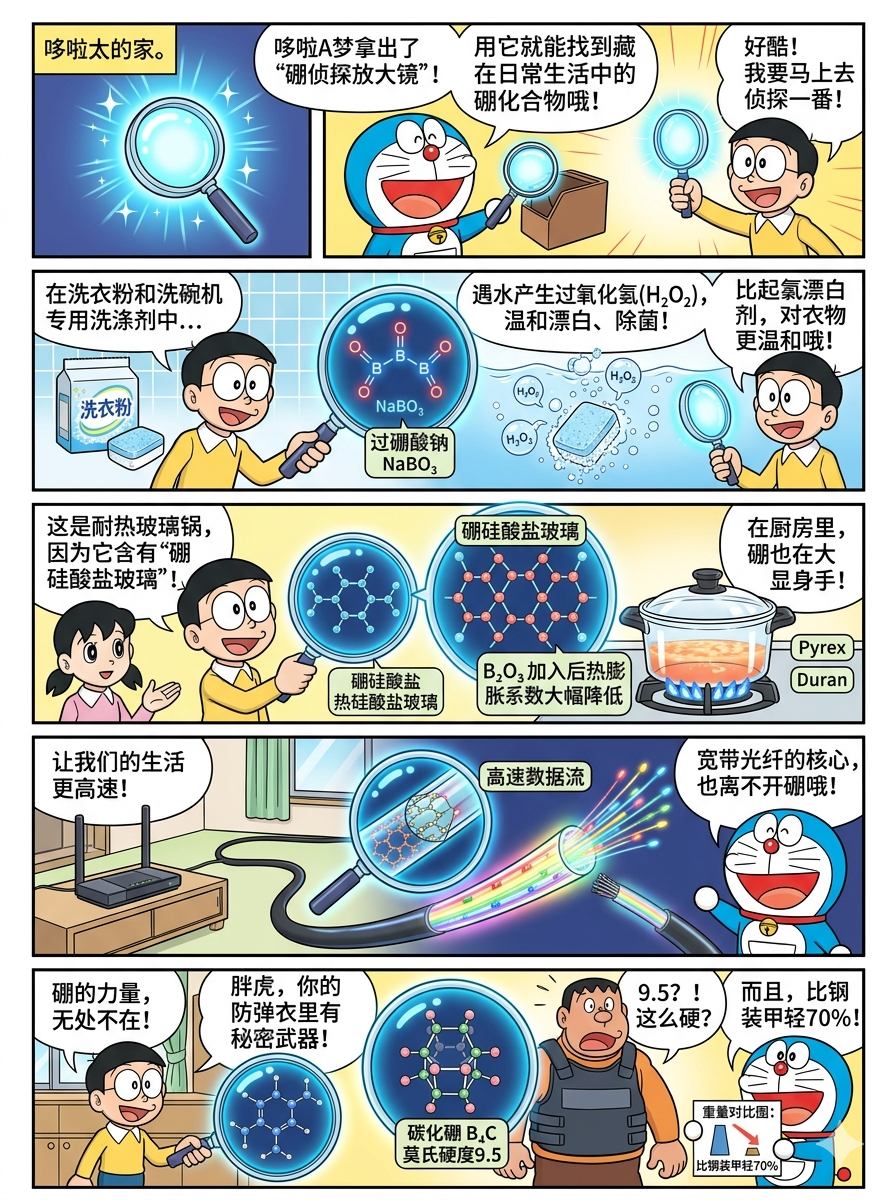 哆啦太的家。
哆啦A梦拿出了
“硼侦探放大镜”！
用它就能找到藏
在日常生活中的
硼化合物哦！
好酷！
我要马上去
侦探一番！
在洗衣粉和洗碗机
专用洗涤剂中…
洗衣粉
O
O
O
B
B
B
O
O
NaBO₃
过硼酸钠
NaBO₃
遇水产生过氧化氢(H₂O₂)，
温和漂白、除菌！
H₂O₂
H₃O₃
H₂O₃
比起氯漂白
剂，对衣物
更温和哦！
这是耐热玻璃锅，
因为它含有“硼
硅酸盐玻璃”！
硼硅酸盐
热硅酸盐玻璃
硼硅酸盐玻璃
B₂O₃加入后热膨
胀系数大幅降低
在厨房里，
硼也在大
显身手！
Pyrex
Duran
让我们的生活
更高速！
高速数据流
宽带光纤的核心，
也离不开硼哦！
硼的力量，
无处不在！
胖虎，你的
防弹衣里有
秘密武器！
碳化硼 B₄C
莫氏硬度9.5
9.5？！
这么硬？
而且，比钢
装甲轻70%！
重量对比图：
比钢装甲轻70%